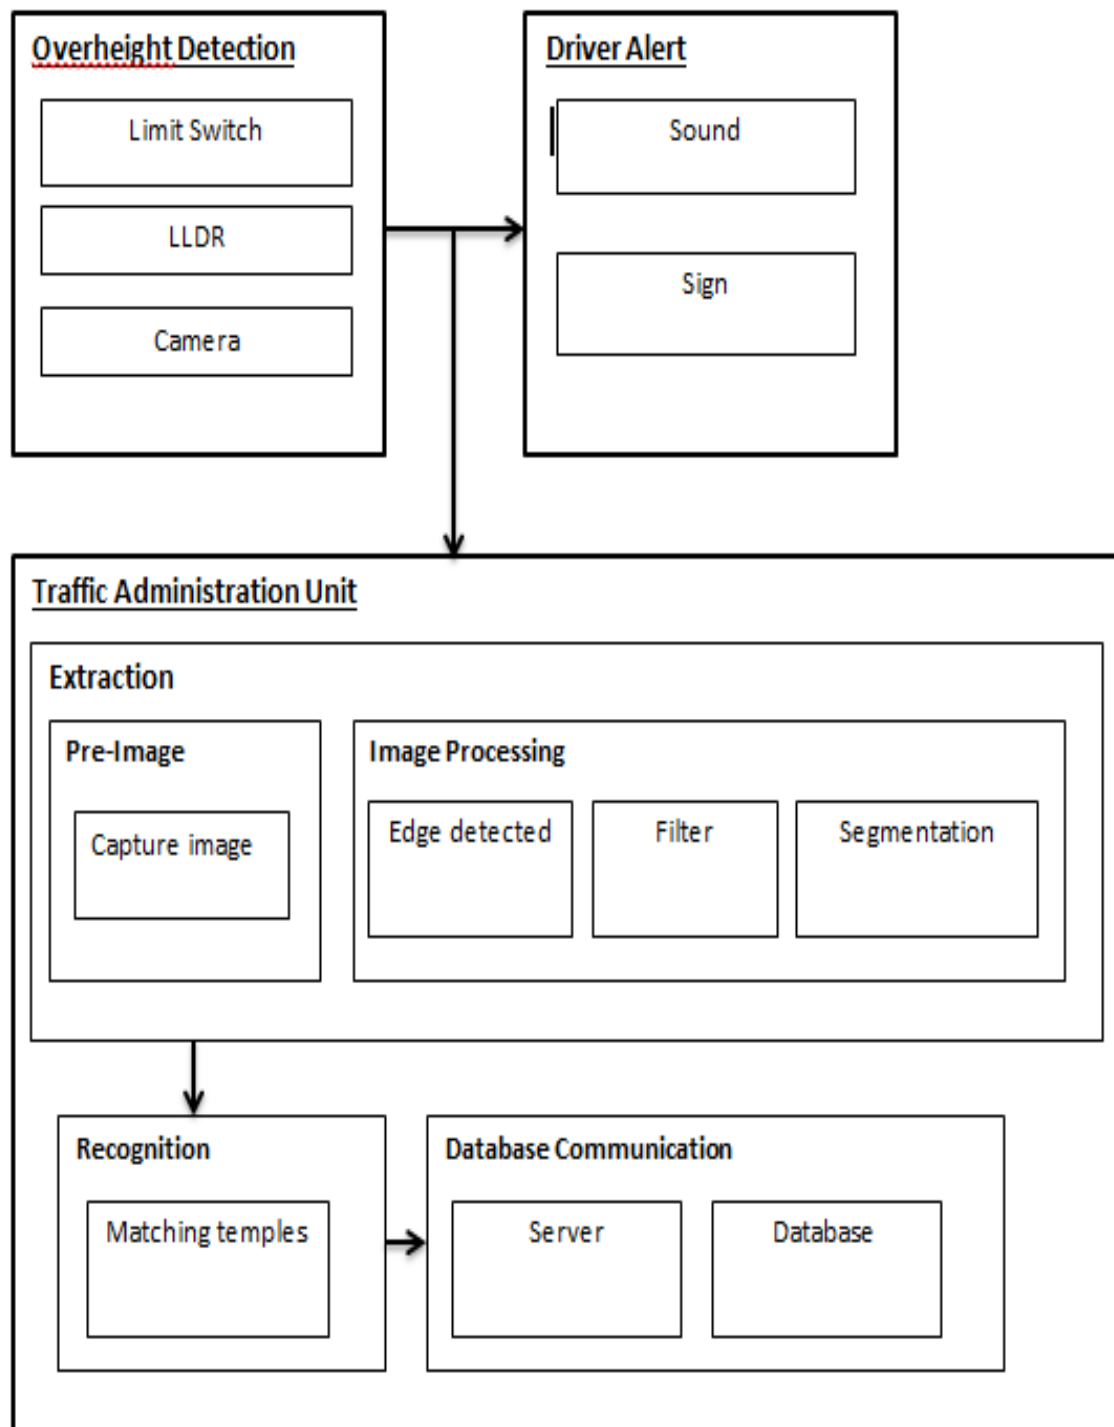 Overheight Detection
Limit Switch
LLDR
Camera
Driver Alert
Sound
Sign
Traffic Administration Unit
Extraction
Pre-Image
Capture image
Image Processing
Edge detected
Filter
Segmentation
Recognition
Matching temples
Database Communication
Server
Database